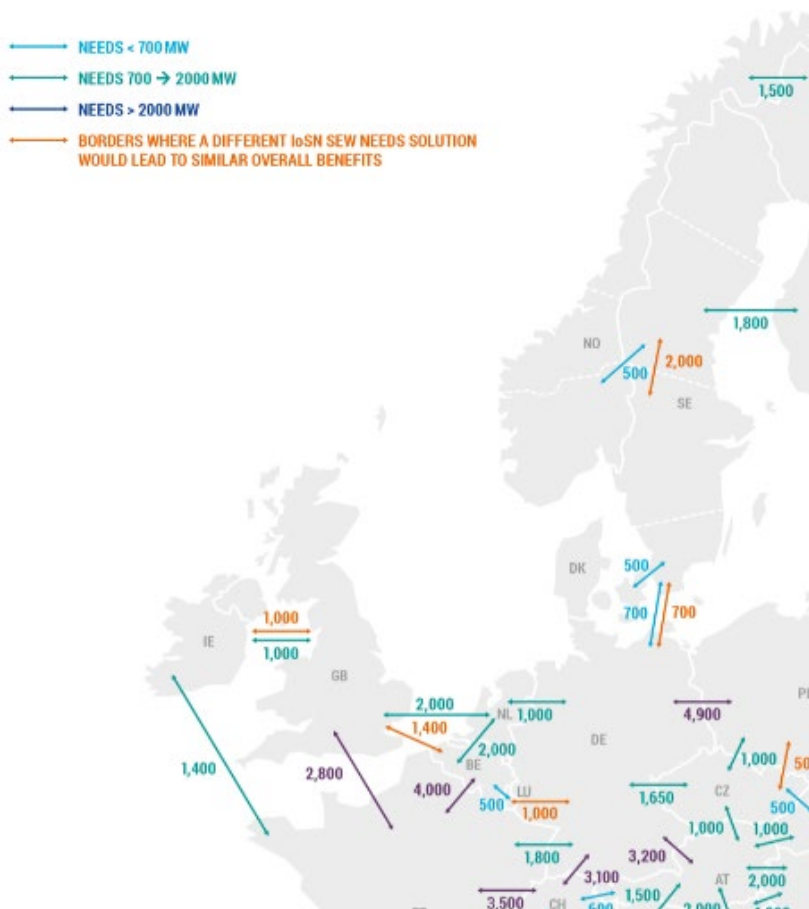 NEEDS < 700 MW
NEEDS 700 → 2000 MW
NEEDS > 2000 MW
BORDERS WHERE A DIFFERENT IoSN SEW NEEDS SOLUTION
WOULD LEAD TO SIMILAR OVERALL BENEFITS
1,500
1,800
NO
500
2,000
SE
DK
500
700
700
1,000
IE
1,000
GB
2,000
NL
1,000
4,900
1,400
2,000
DE
BE
1,000
1,400
2,800
4,000
500
LU
1,000
1,650
CZ
500
1,000
1,000
1,800
3,200
3,100
AT
2,000
3,500
CH
1,500